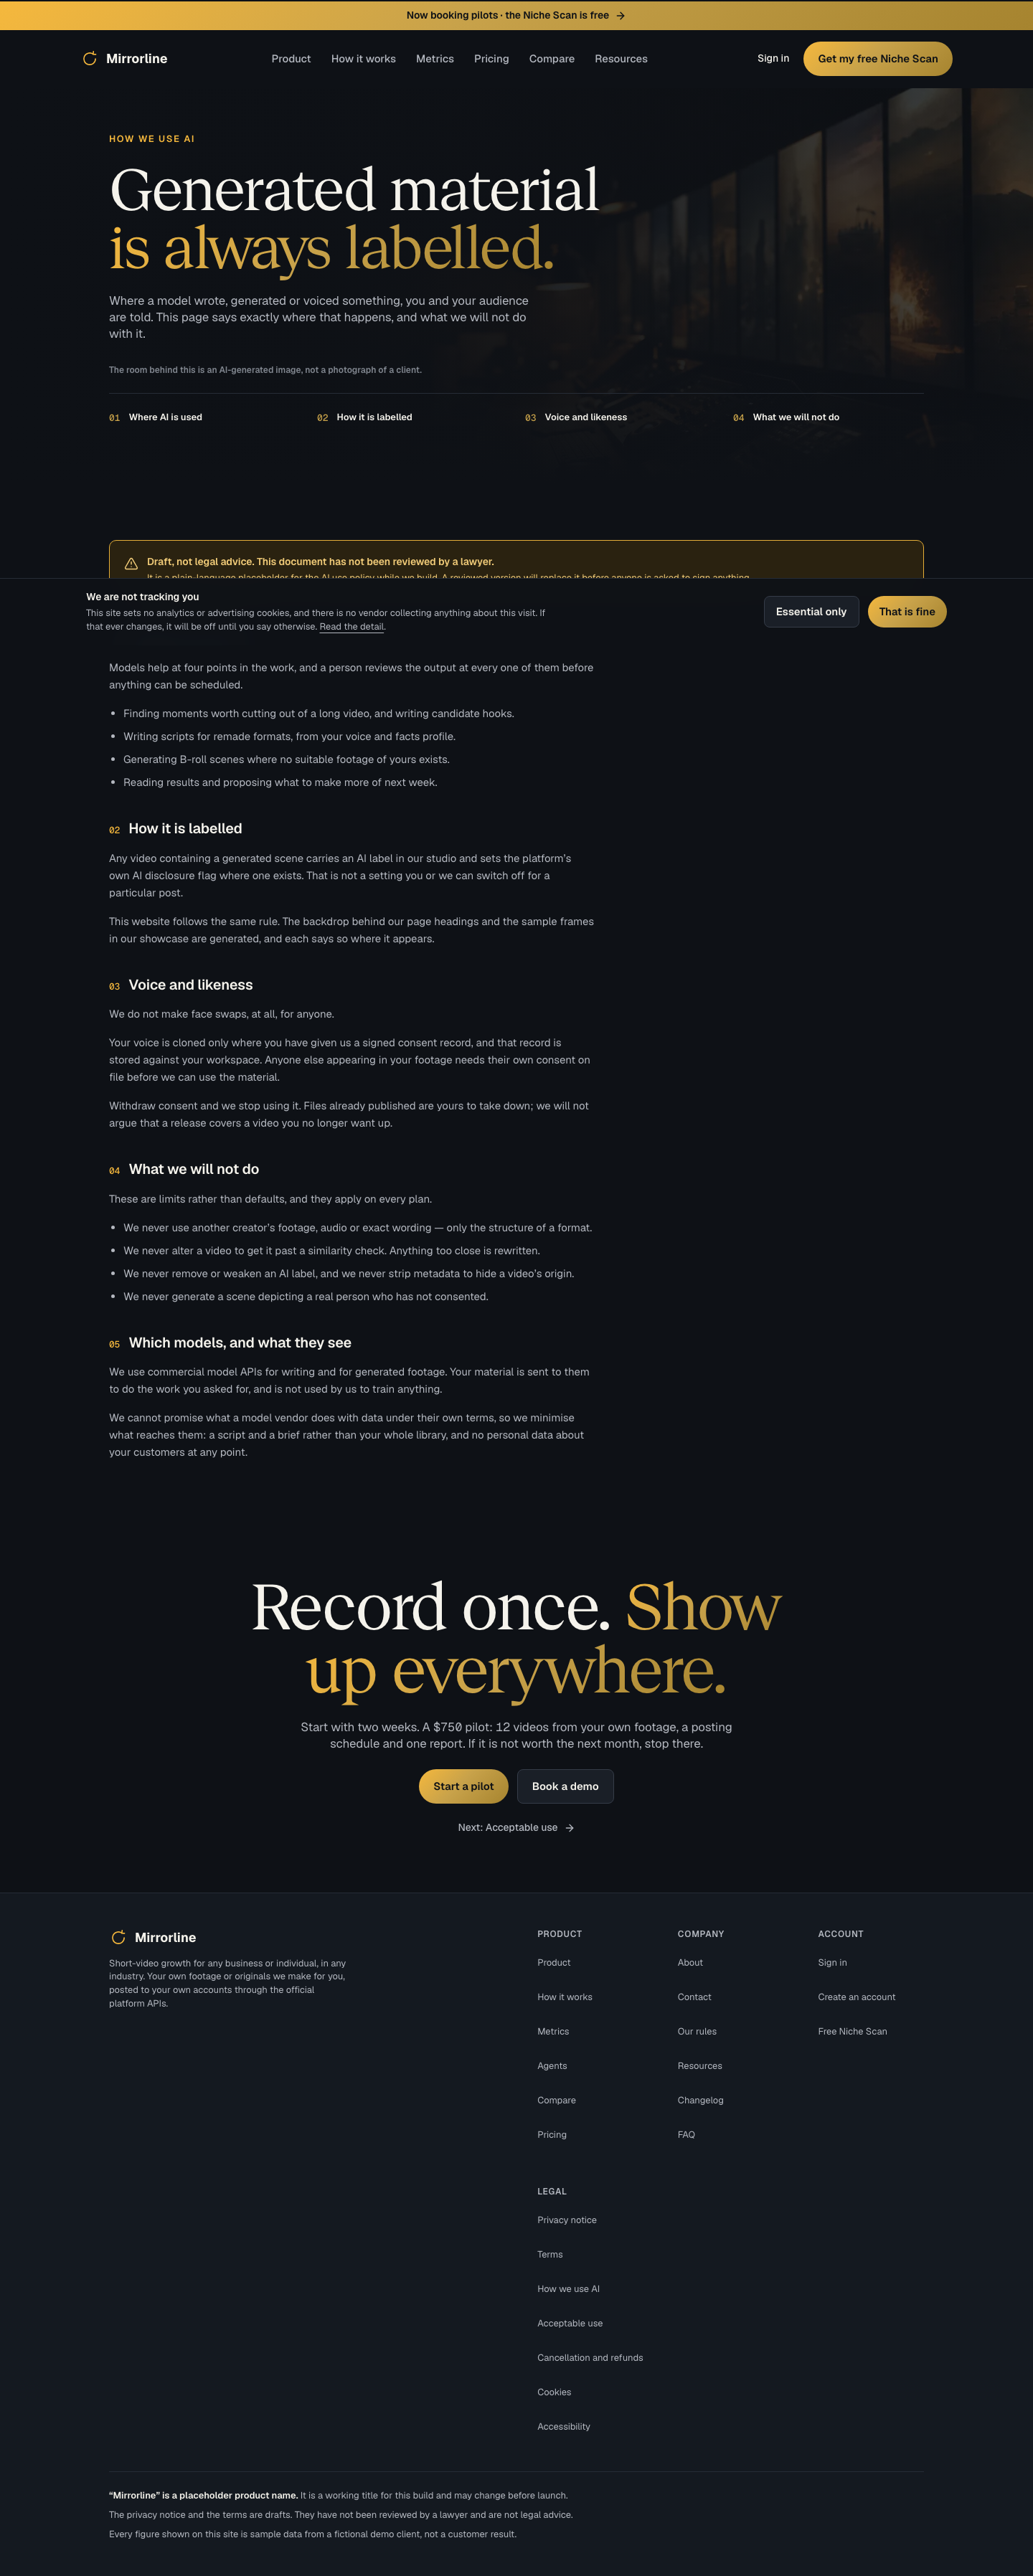 Now booking pilots · the Niche Scan is free →
Mirrorline
Product
How it works
Metrics
Pricing
Compare
Resources
Sign in
Get my free Niche Scan
HOW WE USE AI
Generated material
is always labelled.
Where a model wrote, generated or voiced something, you and your audience
are told. This page says exactly where that happens, and what we will not do
with it.
The room behind this is an AI-generated image, not a photograph of a client.
01 Where AI is used
02 How it is labelled
03 Voice and likeness
04 What we will not do
Draft, not legal advice. This document has not been reviewed by a lawyer.
It is a plain-language placeholder for the AI use policy while we build. A reviewed version will replace it before anyone is asked to sign anything.
We are not tracking you
This site sets no analytics or advertising cookies, and there is no vendor collecting anything about this visit. If
that ever changes, it will be off until you say otherwise. Read the detail.
Essential only
That is fine
Models help at four points in the work, and a person reviews the output at every one of them before
anything can be scheduled.
• Finding moments worth cutting out of a long video, and writing candidate hooks.
• Writing scripts for remade formats, from your voice and facts profile.
• Generating B-roll scenes where no suitable footage of yours exists.
• Reading results and proposing what to make more of next week.
02 How it is labelled
Any video containing a generated scene carries an AI label in our studio and sets the platform's
own AI disclosure flag where one exists. That is not a setting you or we can switch off for a
particular post.
This website follows the same rule. The backdrop behind our page headings and the sample frames
in our showcase are generated, and each says so where it appears.
03 Voice and likeness
We do not make face swaps, at all, for anyone.
Your voice is cloned only where you have given us a signed consent record, and that record is
stored against your workspace. Anyone else appearing in your footage needs their own consent on
file before we can use the material.
Withdraw consent and we stop using it. Files already published are yours to take down; we will not
argue that a release covers a video you no longer want up.
04 What we will not do
These are limits rather than defaults, and they apply on every plan.
• We never use another creator's footage, audio or exact wording — only the structure of a format.
• We never alter a video to get it past a similarity check. Anything too close is rewritten.
• We never remove or weaken an AI label, and we never strip metadata to hide a video's origin.
• We never generate a scene depicting a real person who has not consented.
05 Which models, and what they see
We use commercial model APIs for writing and for generated footage. Your material is sent to them
to do the work you asked for, and is not used by us to train anything.
We cannot promise what a model vendor does with data under their own terms, so we minimise
what reaches them: a script and a brief rather than your whole library, and no personal data about
your customers at any point.
Record once. Show
up everywhere.
Start with two weeks. A $750 pilot: 12 videos from your own footage, a posting
schedule and one report. If it is not worth the next month, stop there.
Start a pilot
Book a demo
Next: Acceptable use →
Mirrorline
Short-video growth for any business or individual, in any
industry. Your own footage or originals we make for you,
posted to your own accounts through the official
platform APIs.
PRODUCT
Product
How it works
Metrics
Agents
Compare
Pricing
COMPANY
About
Contact
Our rules
Resources
Changelog
FAQ
ACCOUNT
Sign in
Create an account
Free Niche Scan
LEGAL
Privacy notice
Terms
How we use AI
Acceptable use
Cancellation and refunds
Cookies
Accessibility
“Mirrorline” is a placeholder product name. It is a working title for this build and may change before launch.
The privacy notice and the terms are drafts. They have not been reviewed by a lawyer and are not legal advice.
Every figure shown on this site is sample data from a fictional demo client, not a customer result.